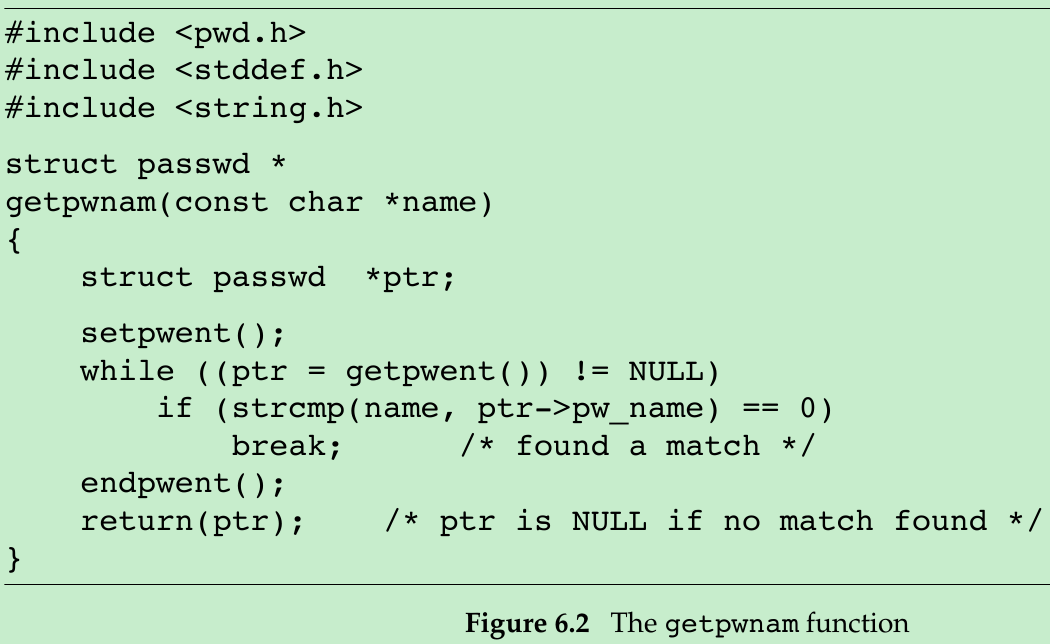 #include <pwd.h>
#include <stddef.h>
#include <string.h>
struct passwd *
getpwnam(const char *name)
{
    struct passwd  *ptr;
    setpwent();
    while ((ptr = getpwent()) != NULL)
        if (strcmp(name, ptr->pw_name) == 0)
            break;      /* found a match */
    endpwent();
    return(ptr);    /* ptr is NULL if no match found */
}
Figure 6.2 The getpwnam function